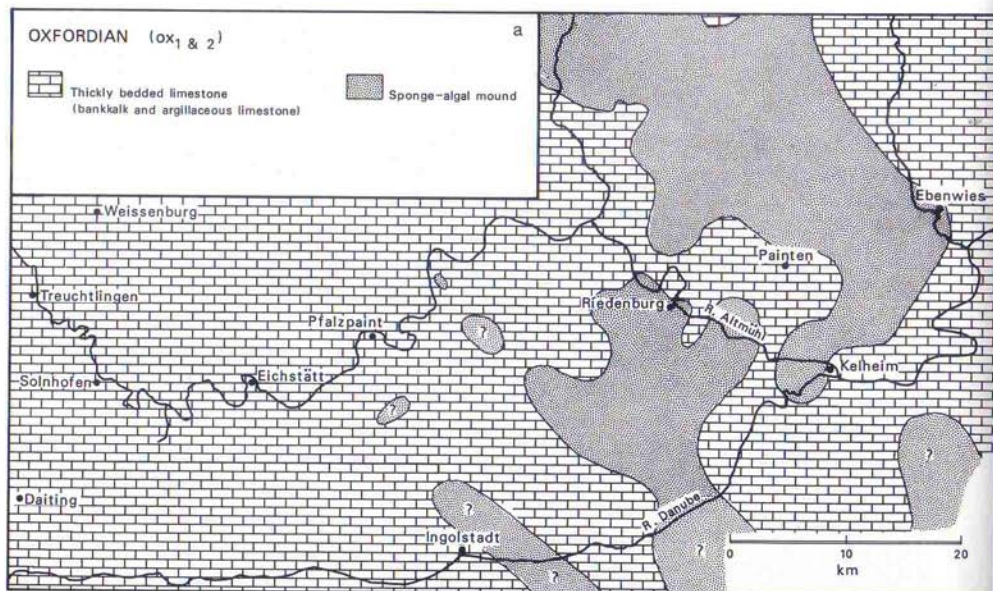 OXFORDIAN (ox1 & 2)
a
Thickly bedded limestone
(bankkalk and argillaceous limestone)
Sponge-algal mound
Weissenburg
Ebenwies
Painten
Treuchtlingen
Riedenburg
R. Altmühl
Pfalzpaint
?
Kelheim
Solnhofen
Eichstätt
?
?
Daiting
?
R. Danube
Ingolstadt
?
?
0 10 20
km